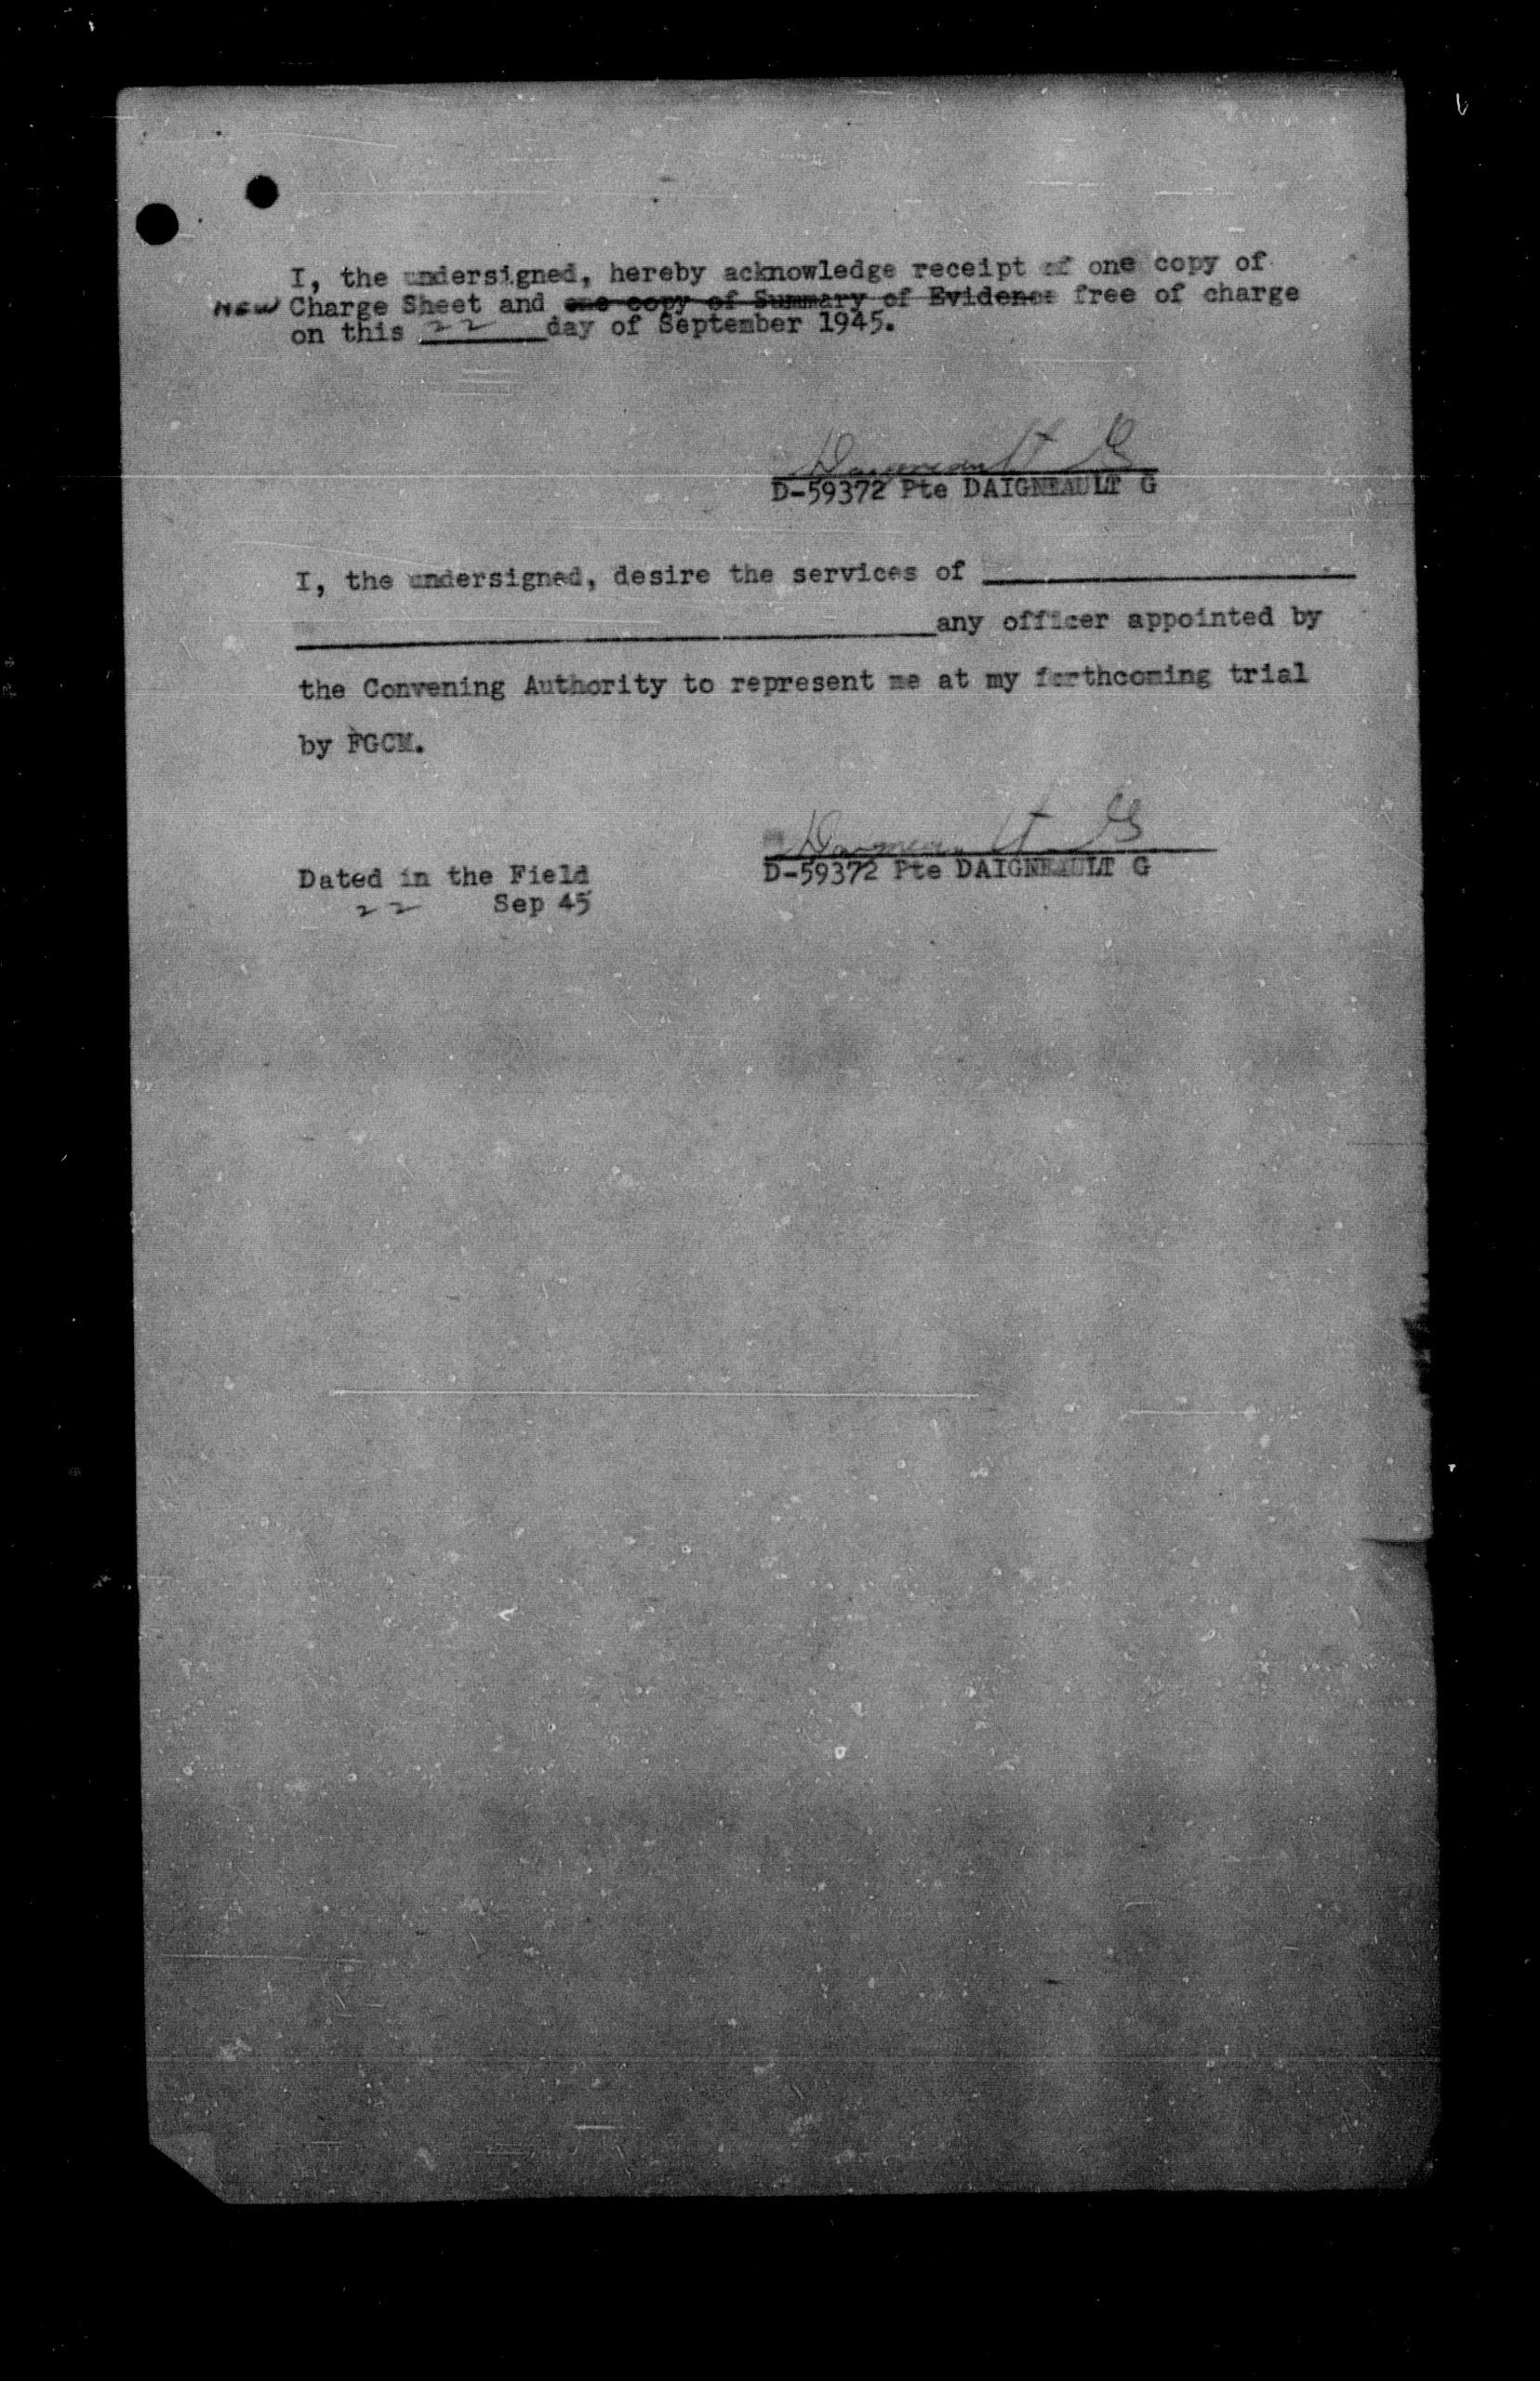 I, the undersigned, hereby acknowledge receipt of one copy of
NEW Charge Sheet and one copy of Summary of Evidence free of charge
on this 22 day of September 1945.
Daigneault G
D-59372 Pte DAIGNEAULT G
I, the undersigned, desire the services of
any officer appointed by
the Convening Authority to represent me at my forthcoming trial
by FGCM.
Daigneault G
D-59372 Pte DAIGNEAULT G
Dated in the Field
22 Sep 45